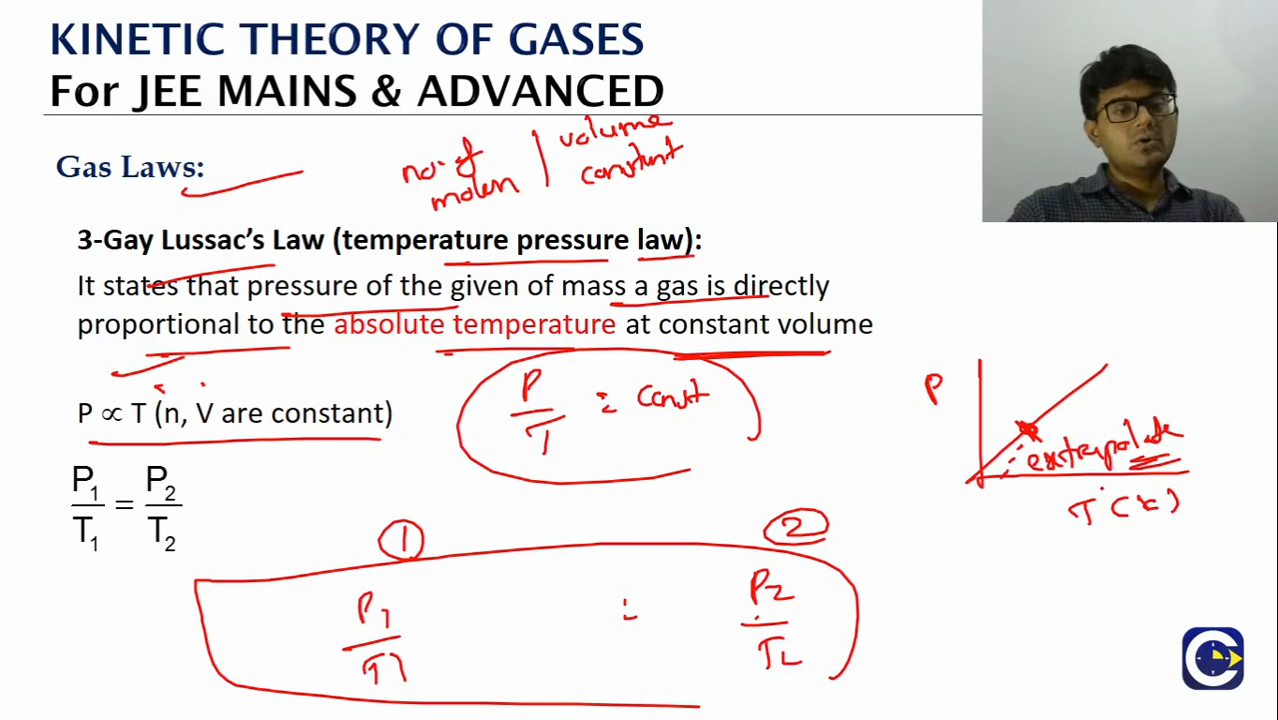 KINETIC THEORY OF GASES
For JEE MAINS & ADVANCED
Gas Laws:
no. of moles | volume constant
3-Gay Lussac's Law (temperature pressure law):
It states that pressure of the given of mass a gas is directly
proportional to the absolute temperature at constant volume
P ∝ T (n, V are constant)
P/T = const
P
extrapolate
T (K)
P₁/T₁ = P₂/T₂
1 2
P1/T1 = P2/T2